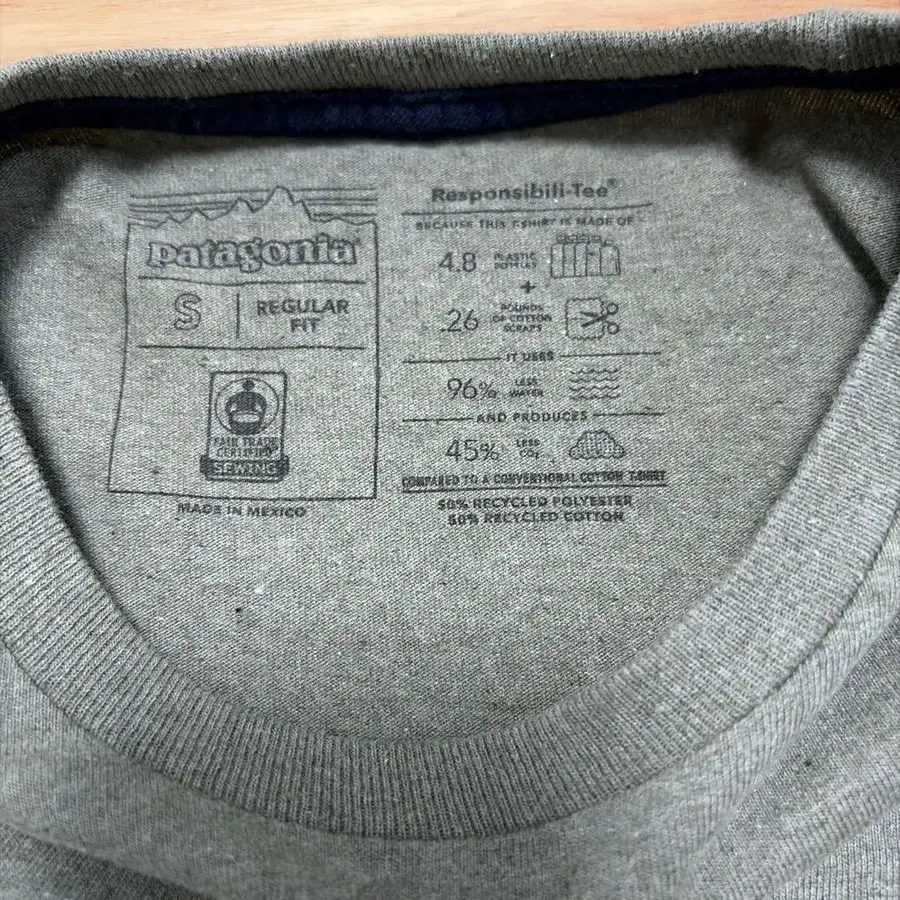 patagonia®
S
REGULAR
FIT
FAIR TRADE
CERTIFIED
SEWING
MADE IN MEXICO
Responsibili-Tee®
BECAUSE THIS T-SHIRT IS MADE OF
4.8 PLASTIC
BOTTLES
+
.26 POUNDS
OF COTTON
SCRAPS
IT USES
96% LESS
WATER
AND PRODUCES
45% LESS
CO₂
COMPARED TO A CONVENTIONAL COTTON T-SHIRT
50% RECYCLED POLYESTER
50% RECYCLED COTTON